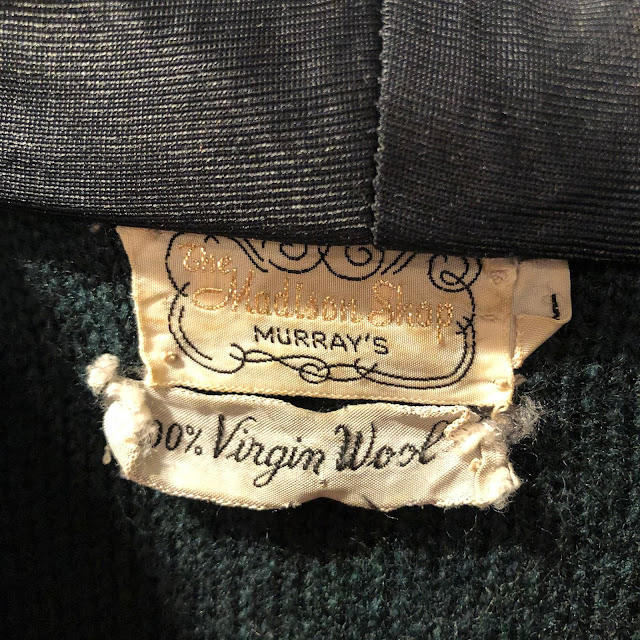 The
Madison Shop
MURRAY'S
00% Virgin Wool